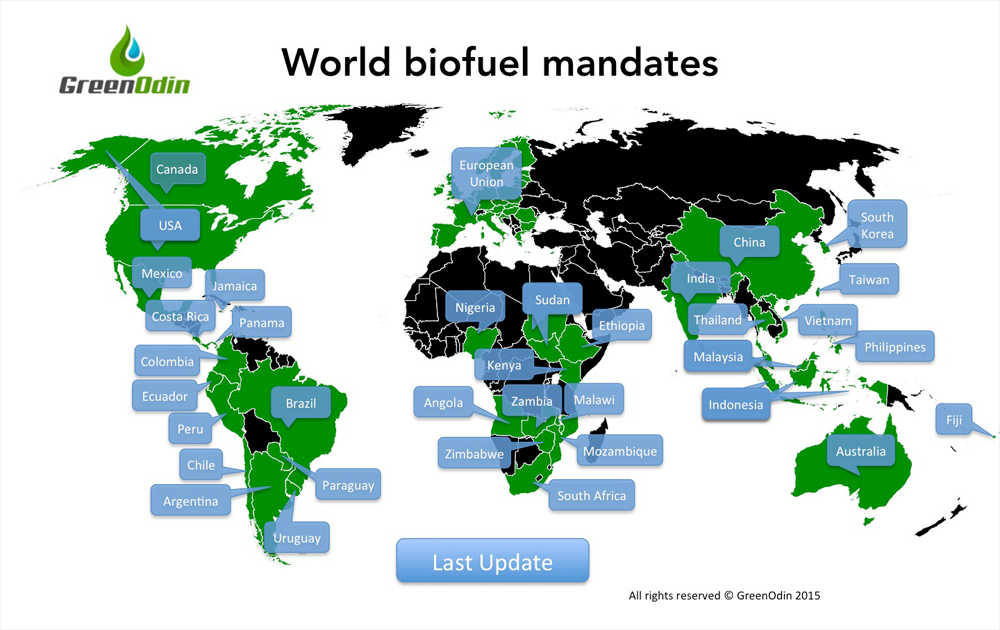 GreenOdin
World biofuel mandates
Canada
USA
Mexico
Jamaica
Costa Rica
Panama
Colombia
Ecuador
Peru
Brazil
Chile
Argentina
Paraguay
Uruguay
European
Union
Nigeria
Sudan
Ethiopia
Kenya
Angola
Zambia
Malawi
Zimbabwe
Mozambique
South Africa
China
South
Korea
India
Taiwan
Thailand
Vietnam
Philippines
Malaysia
Indonesia
Fiji
Australia
Last Update
All rights reserved © GreenOdin 2015